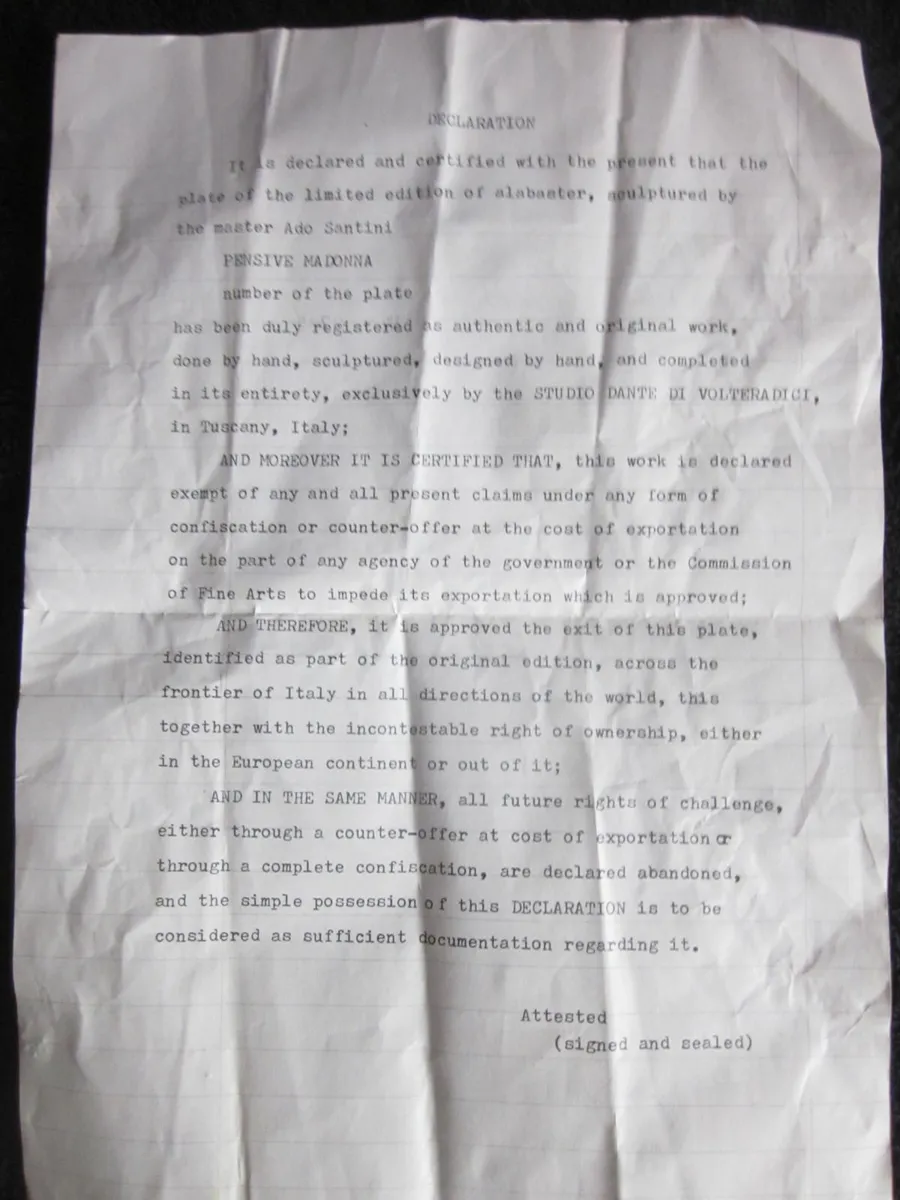 DECLARATION
It is declared and certified with the present that the
plate of the limited edition of alabaster, sculptured by
the master Ado Santini
PENSIVE MADONNA
number of the plate
has been duly registered as authentic and original work,
done by hand, sculptured, designed by hand, and completed
in its entirety, exclusively by the STUDIO DANTE DI VOLTERADICI,
in Tuscany, Italy;
AND MOREOVER IT IS CERTIFIED THAT, this work is declared
exempt of any and all present claims under any form of
confiscation or counter-offer at the cost of exportation
on the part of any agency of the government or the Commission
of Fine Arts to impede its exportation which is approved;
AND THEREFORE, it is approved the exit of this plate,
identified as part of the original edition, across the
frontier of Italy in all directions of the world, this
together with the incontestable right of ownership, either
in the European continent or out of it;
AND IN THE SAME MANNER, all future rights of challenge,
either through a counter-offer at cost of exportation or
through a complete confiscation, are declared abandoned,
and the simple possession of this DECLARATION is to be
considered as sufficient documentation regarding it.
Attested
(signed and sealed)